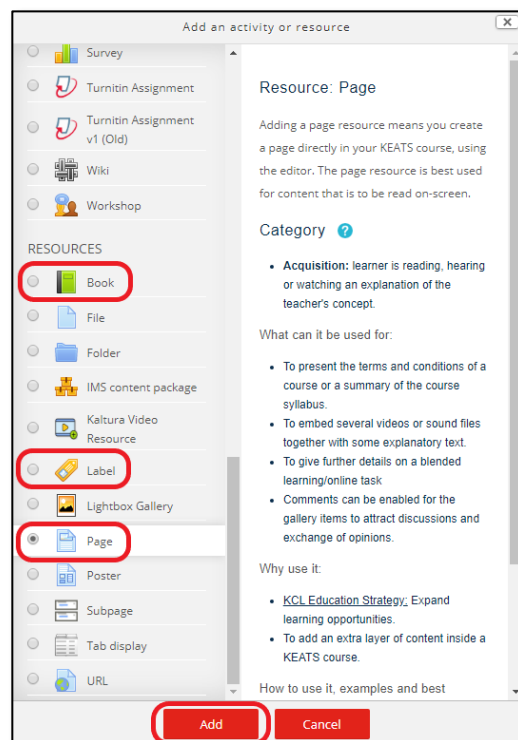 Add an activity or resource
Survey
Turnitin Assignment
Turnitin Assignment
v1 (Old)
Wiki
Workshop
RESOURCES
Book
File
Folder
IMS content package
Kaltura Video
Resource
Label
Lightbox Gallery
Page
Poster
Subpage
Tab display
URL
Resource: Page
Adding a page resource means you create
a page directly in your KEATS course, using
the editor. The page resource is best used
for content that is to be read on-screen.
Category ?
• Acquisition: learner is reading, hearing
or watching an explanation of the
teacher's concept.
What can it be used for:
• To present the terms and conditions of a
course or a summary of the course
syllabus.
• To embed several videos or sound files
together with some explanatory text.
• To give further details on a blended
learning/online task
• Comments can be enabled for the
gallery items to attract discussions and
exchange of opinions.
Why use it:
• KCL Education Strategy: Expand
learning opportunities.
• To add an extra layer of content inside a
KEATS course.
How to use it, examples and best
Add
Cancel